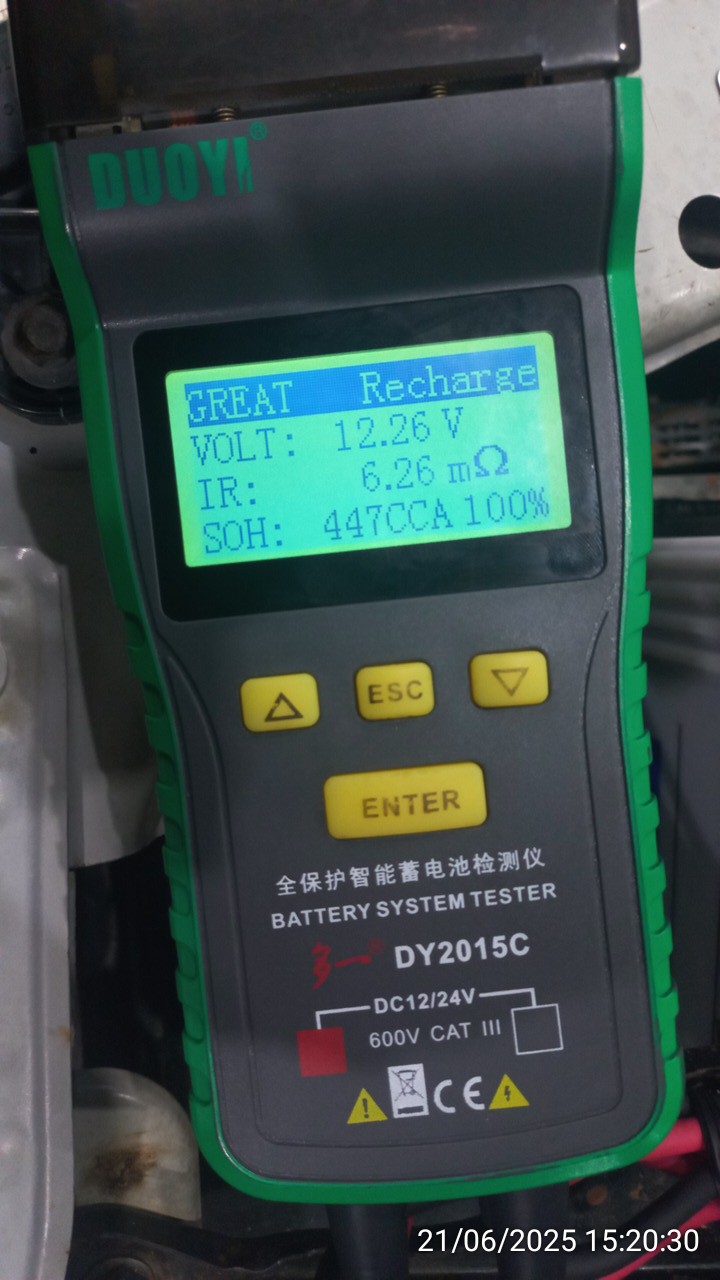 DUOYI®
GREAT Recharge
VOLT: 12.26 V
IR: 6.26 mΩ
SOH: 447CCA 100%
ESC
ENTER
全保护智能蓄电池检测仪
BATTERY SYSTEM TESTER
多一® DY2015C
DC12/24V
600V CAT III
CE
21/06/2025 15:20:30